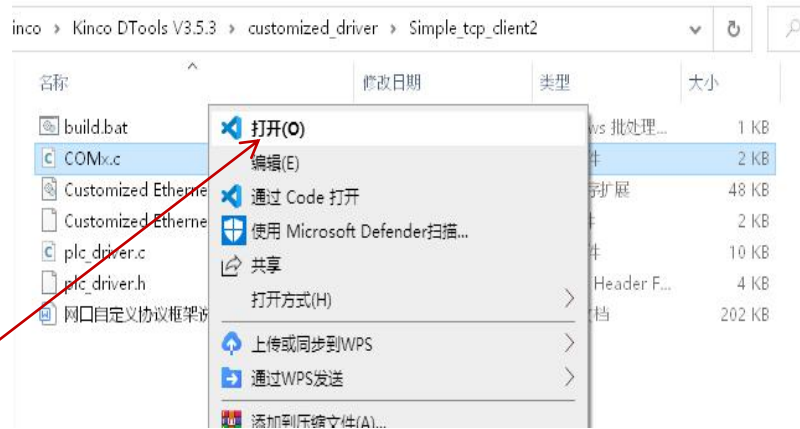 inco > Kinco DTools V3.5.3 > customized_driver > Simple_tcp_client2
名称 修改日期 类型 大小
build.bat ws 批处理... 1 KB
COMx.c 件 2 KB
Customized Etherne 序扩展 48 KB
Customized Etherne 2 KB
plc_driver.c 件 10 KB
plc_driver.h Header F... 4 KB
网口自定义协议框架说 文档 202 KB
打开(O)
编辑(E)
通过 Code 打开
使用 Microsoft Defender扫描...
共享
打开方式(H)
上传或同步到WPS
通过WPS发送
添加到压缩文件(A)...